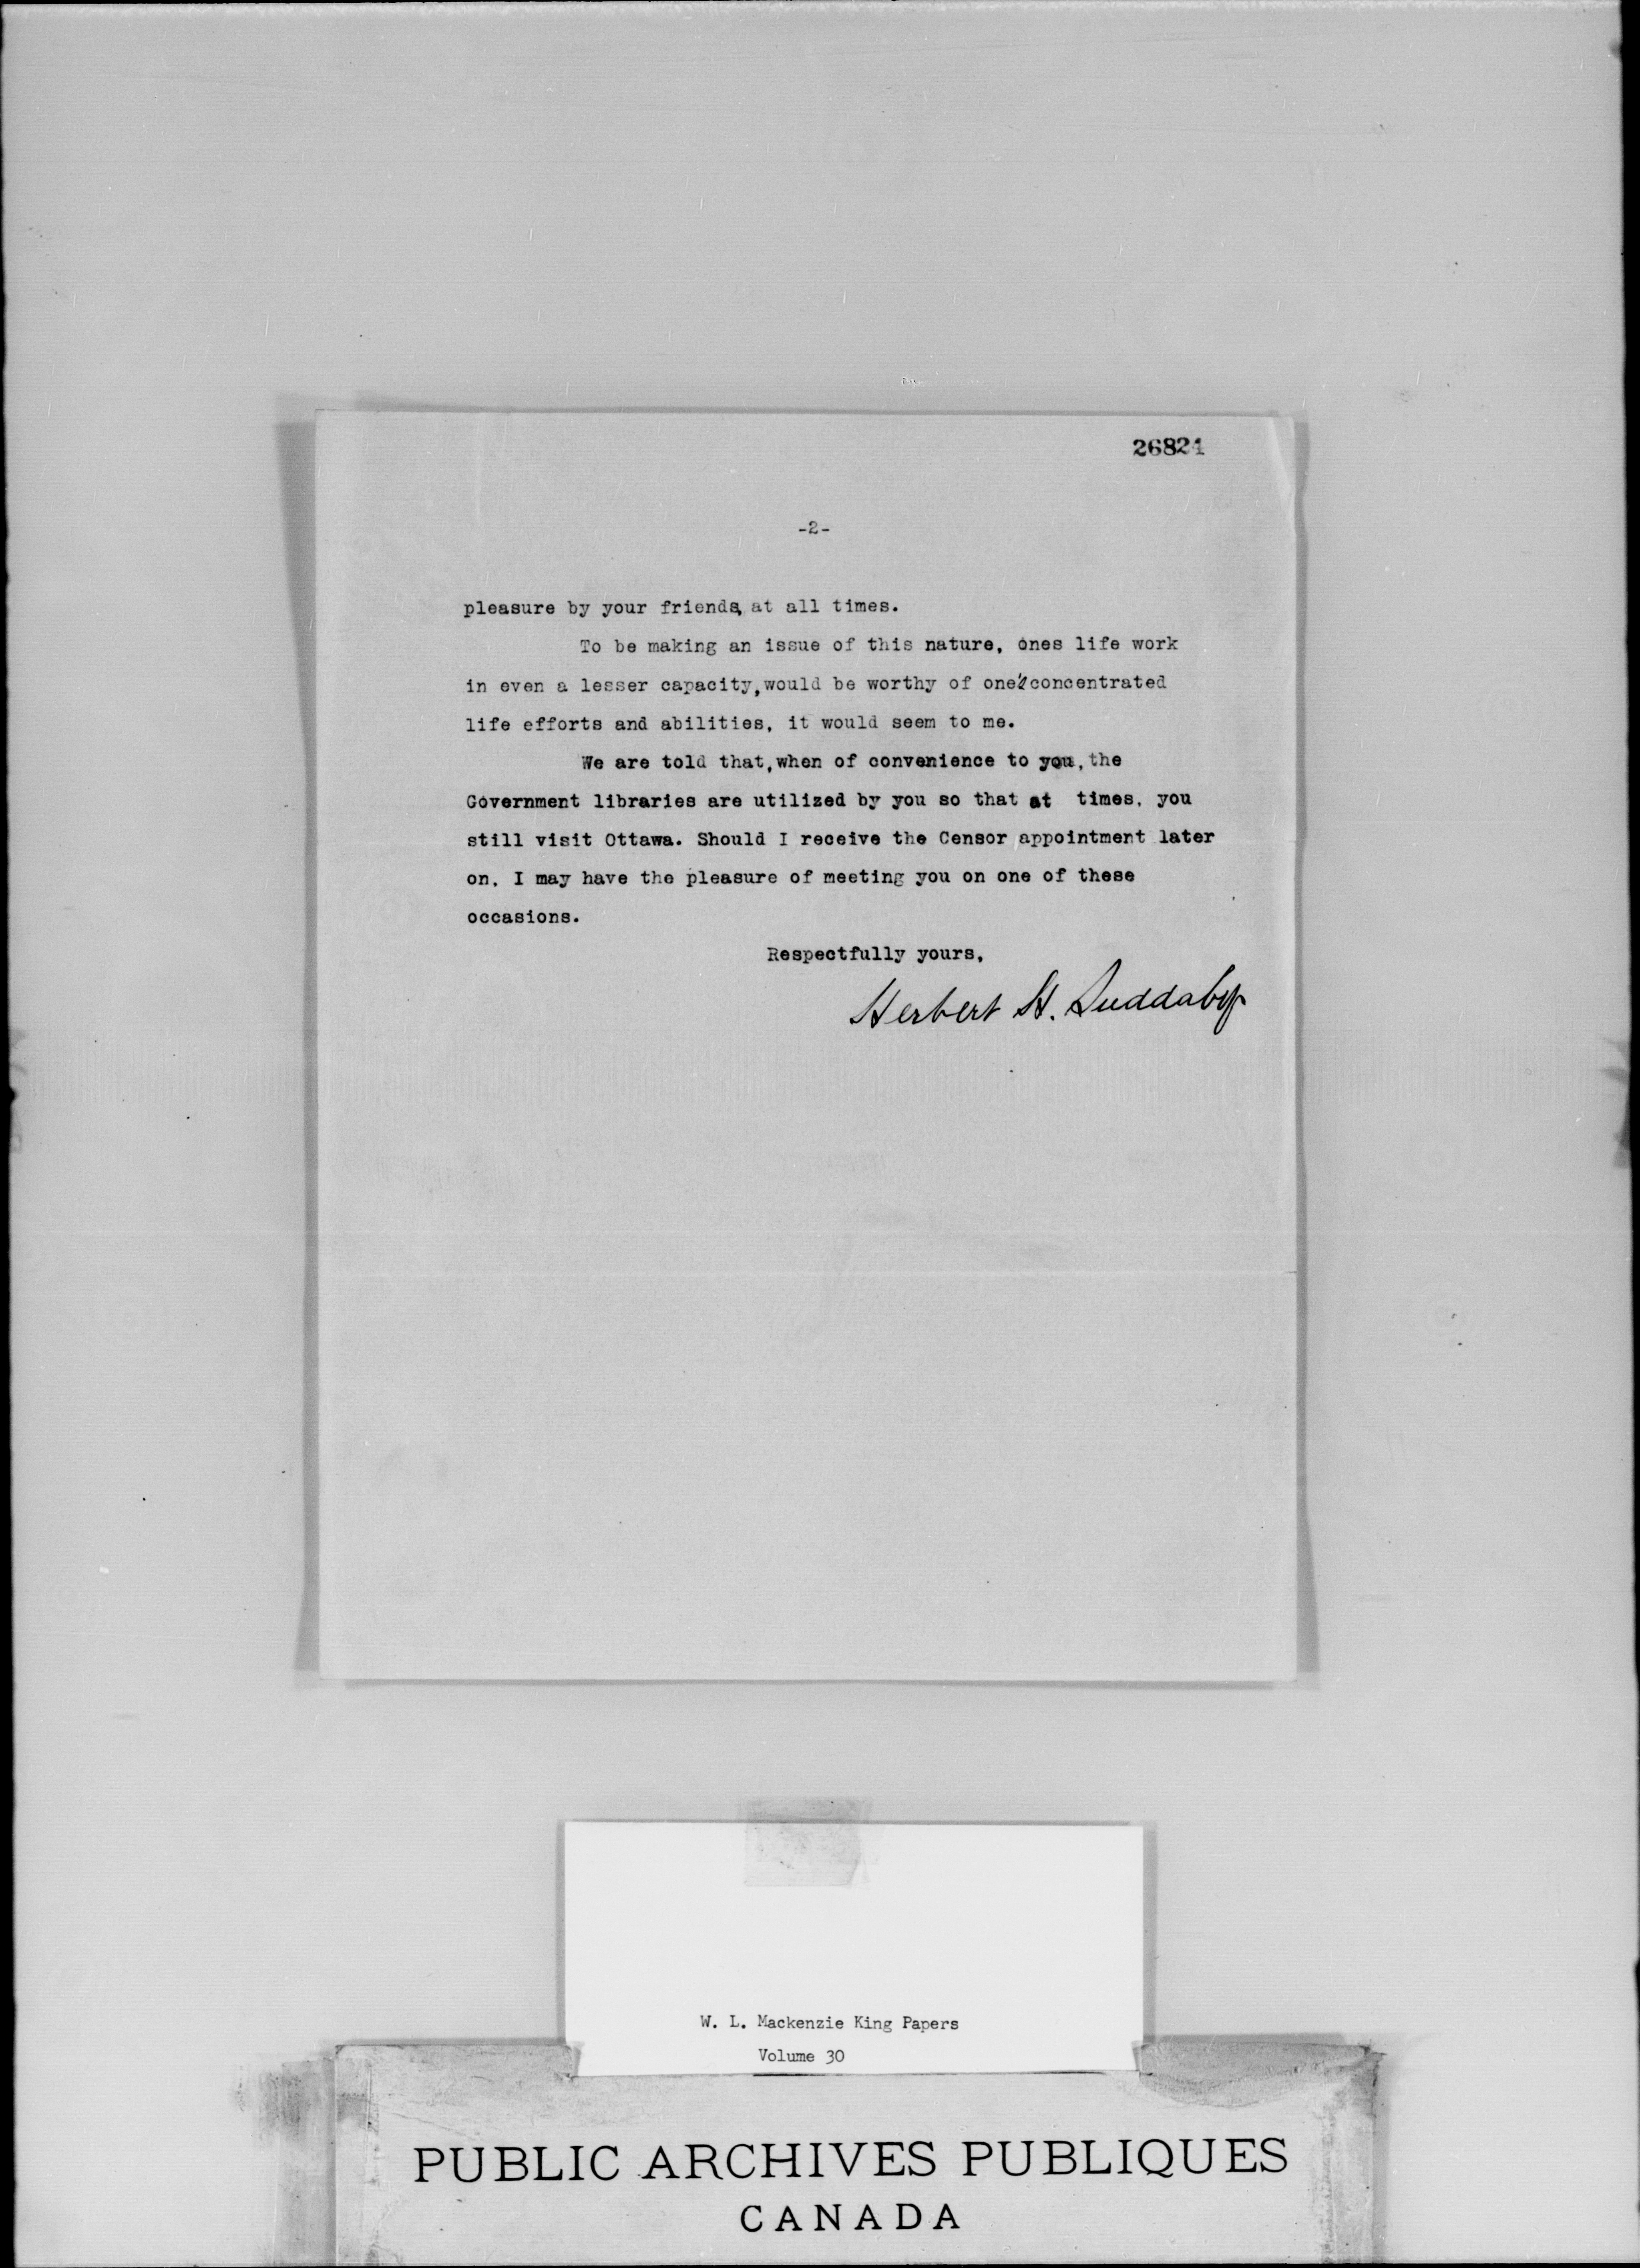 26824
-2-
pleasure by your friends, at all times.
To be making an issue of this nature, ones life work
in even a lesser capacity, would be worthy of one's concentrated
life efforts and abilities, it would seem to me.
We are told that, when of convenience to you, the
Government libraries are utilized by you so that at times, you
still visit Ottawa. Should I receive the Censor appointment later
on, I may have the pleasure of meeting you on one of these
occasions.
Respectfully yours,
Herbert H. Suddaby
W. L. Mackenzie King Papers
Volume 30
PUBLIC ARCHIVES PUBLIQUES
CANADA